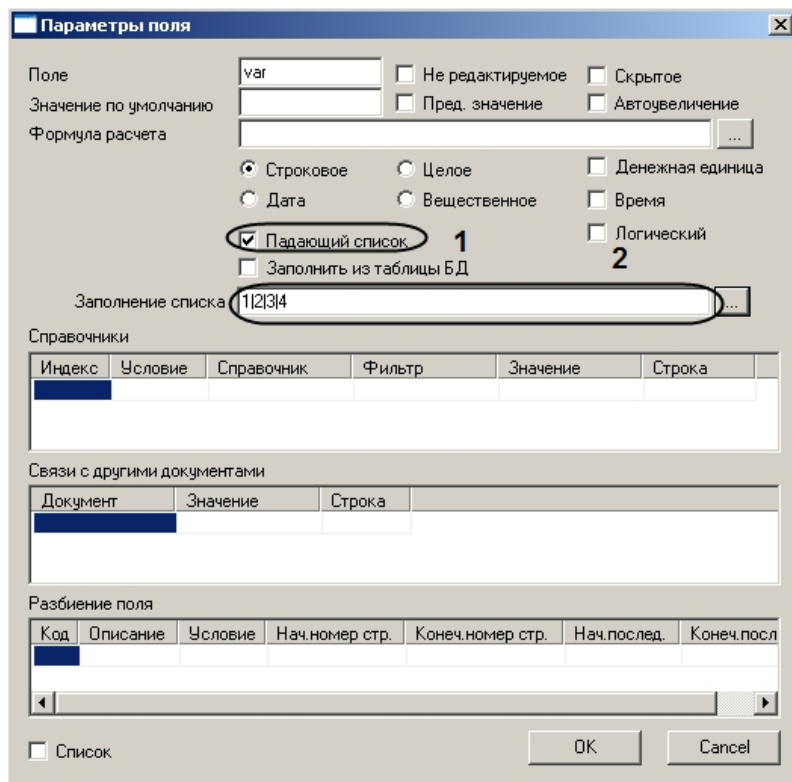 Параметры поля
Поле var Не редактируемое Скрытое
Значение по умолчанию Пред. значение Автоувеличение
Формула расчета ...
Строковое Целое Денежная единица
Дата Вещественное Время
Падающий список 1 Логический
Заполнить из таблицы БД 2
Заполнение списка 1|2|3|4 ...
Справочники
Индекс Условие Справочник Фильтр Значение Строка
Связи с другими документами
Документ Значение Строка
Разбиение поля
Код Описание Условие Нач.номер стр. Конеч.номер стр. Нач.послед. Конеч.посл
Список OK Cancel